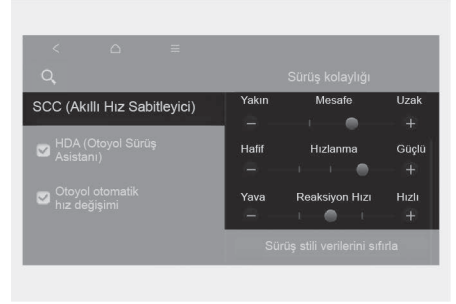 Sürüş kolaylığı
SCC (Akıllı Hız Sabitleyici)
HDA (Otoyol Sürüş
Asistanı)
Otoyol otomatik
hız değişimi
Yakın Mesafe Uzak
Hafif Hızlanma Güçlü
Yava Reaksiyon Hızı Hızlı
Sürüş stili verilerini sıfırla